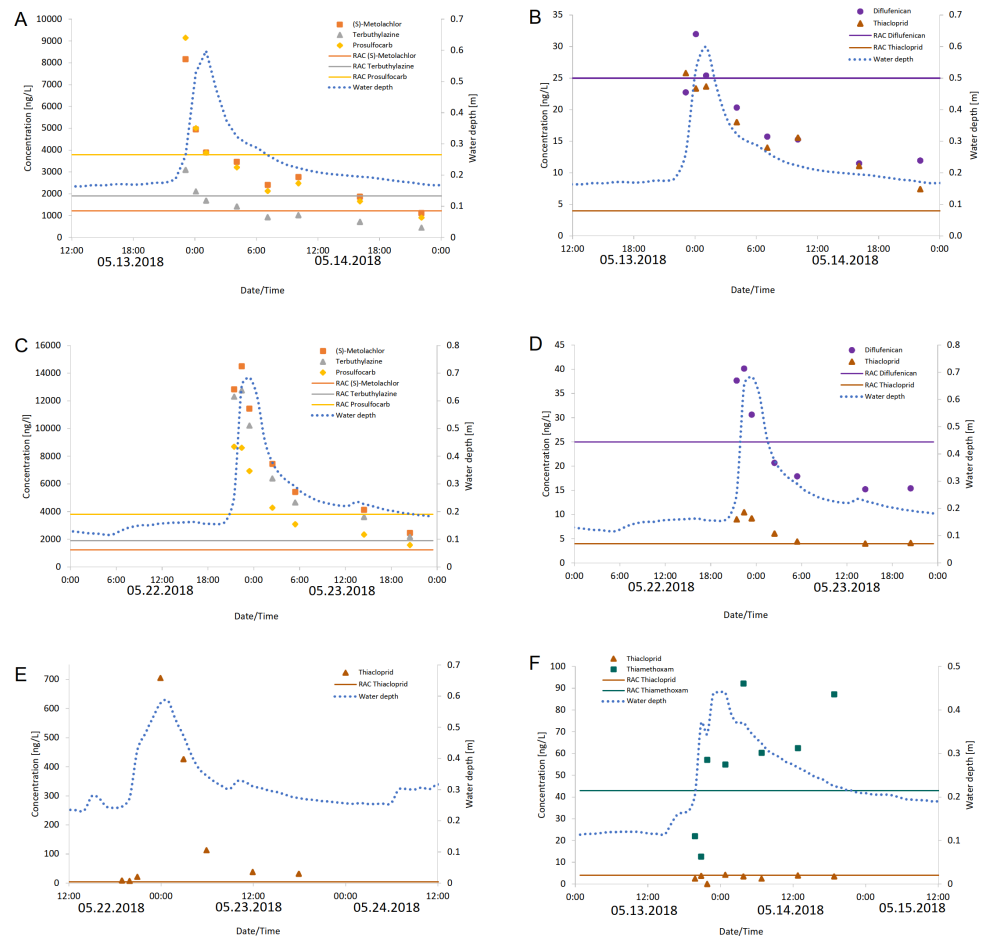 A
(S)-Metolachlor
Terbuthylazine
Prosulfocarb
RAC (S)-Metolachlor
RAC Terbuthylazine
RAC Prosulfocarb
Water depth
Concentration [ng/L]
10000
9000
8000
7000
6000
5000
4000
3000
2000
1000
0
0.7
0.6
0.5
0.4
0.3
0.2
0.1
0
Water depth [m]
12:00 18:00 0:00 6:00 12:00 18:00 0:00
05.13.2018 05.14.2018
Date/Time
B
Diflufenican
Thiacloprid
RAC Diflufenican
RAC Thiacloprid
Water depth
Concentration [ng/L]
35
30
25
20
15
10
5
0
0.7
0.6
0.5
0.4
0.3
0.2
0.1
0.0
Water depth [m]
12:00 18:00 0:00 6:00 12:00 18:00 0:00
05.13.2018 05.14.2018
Date/Time
C
(S)-Metolachlor
Terbuthylazine
Prosulfocarb
RAC (S)-Metolachlor
RAC Terbuthylazine
RAC Prosulfocarb
Water depth
Concentration [ng/l]
16000
14000
12000
10000
8000
6000
4000
2000
0
0.8
0.7
0.6
0.5
0.4
0.3
0.2
0.1
0
Water depth [m]
0:00 6:00 12:00 18:00 0:00 6:00 12:00 18:00 0:00
05.22.2018 05.23.2018
Date/Time
D
Diflufenican
Thiacloprid
RAC Diflufenican
RAC Thiacloprid
Water depth
Concentration [ng/L]
45
40
35
30
25
20
15
10
5
0
0.8
0.7
0.6
0.5
0.4
0.3
0.2
0.1
0
Water depth [m]
0:00 6:00 12:00 18:00 0:00 6:00 12:00 18:00 0:00
05.22.2018 05.23.2018
Date/Time
E
Thiacloprid
RAC Thiacloprid
Water depth
Concentration [ng/L]
700
600
500
400
300
200
100
0
0.7
0.6
0.5
0.4
0.3
0.2
0.1
0
Water depth [m]
12:00 00:00 12:00 00:00 12:00
05.22.2018 05.23.2018 05.24.2018
Date/Time
F
Thiacloprid
Thiamethoxam
RAC Thiacloprid
RAC Thiamethoxam
Water depth
Concentration [ng/L]
100
90
80
70
60
50
40
30
20
10
0
0.5
0.4
0.3
0.2
0.1
0
Water depth [m]
0:00 12:00 0:00 12:00 0:00 12:00
05.13.2018 05.14.2018 05.15.2018
Date/Time